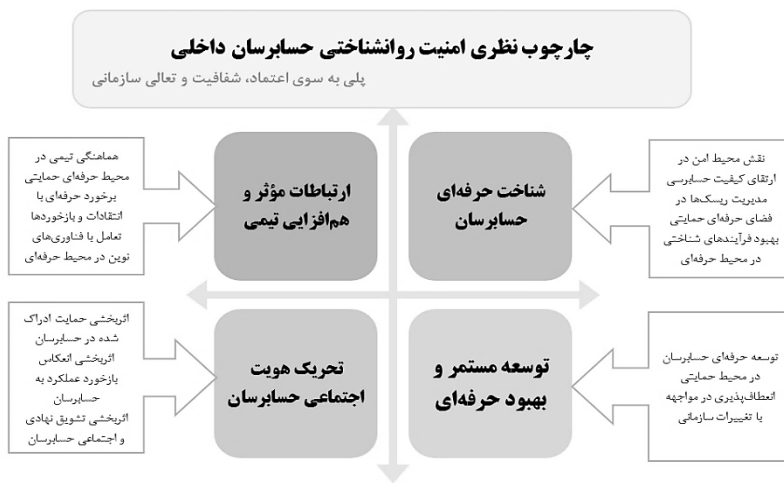 چارچوب نظری امنیت روانشناختی حسابرسان داخلی
پلی به سوی اعتماد، شفافیت و تعالی سازمانی
نقش محیط امن در
ارتقای کیفیت حسابرسی
مدیریت ریسک‌ها در
فضای حرفه‌ای حمایتی
بهبود فرآیندهای شناختی
در محیط حرفه‌ای
شناخت حرفه‌ای
حسابرسان
ارتباطات مؤثر و
هم‌افزایی تیمی
هماهنگی تیمی در
محیط حرفه‌ای حمایتی
برخورد حرفه‌ای با
انتقادات و بازخوردها
تعامل با فناوری‌های
نوین در محیط حرفه‌ای
توسعه حرفه‌ای حسابرسان
در محیط حمایتی
انعطاف‌پذیری در مواجهه
با تغییرات سازمانی
توسعه مستمر و
بهبود حرفه‌ای
تحریک هویت
اجتماعی حسابرسان
اثربخشی حمایت ادراک
شده در حسابرسان
اثربخشی انعکاس
بازخورد عملکرد به
حسابرسان
اثربخشی تشویق نهادی
و اجتماعی حسابرسان